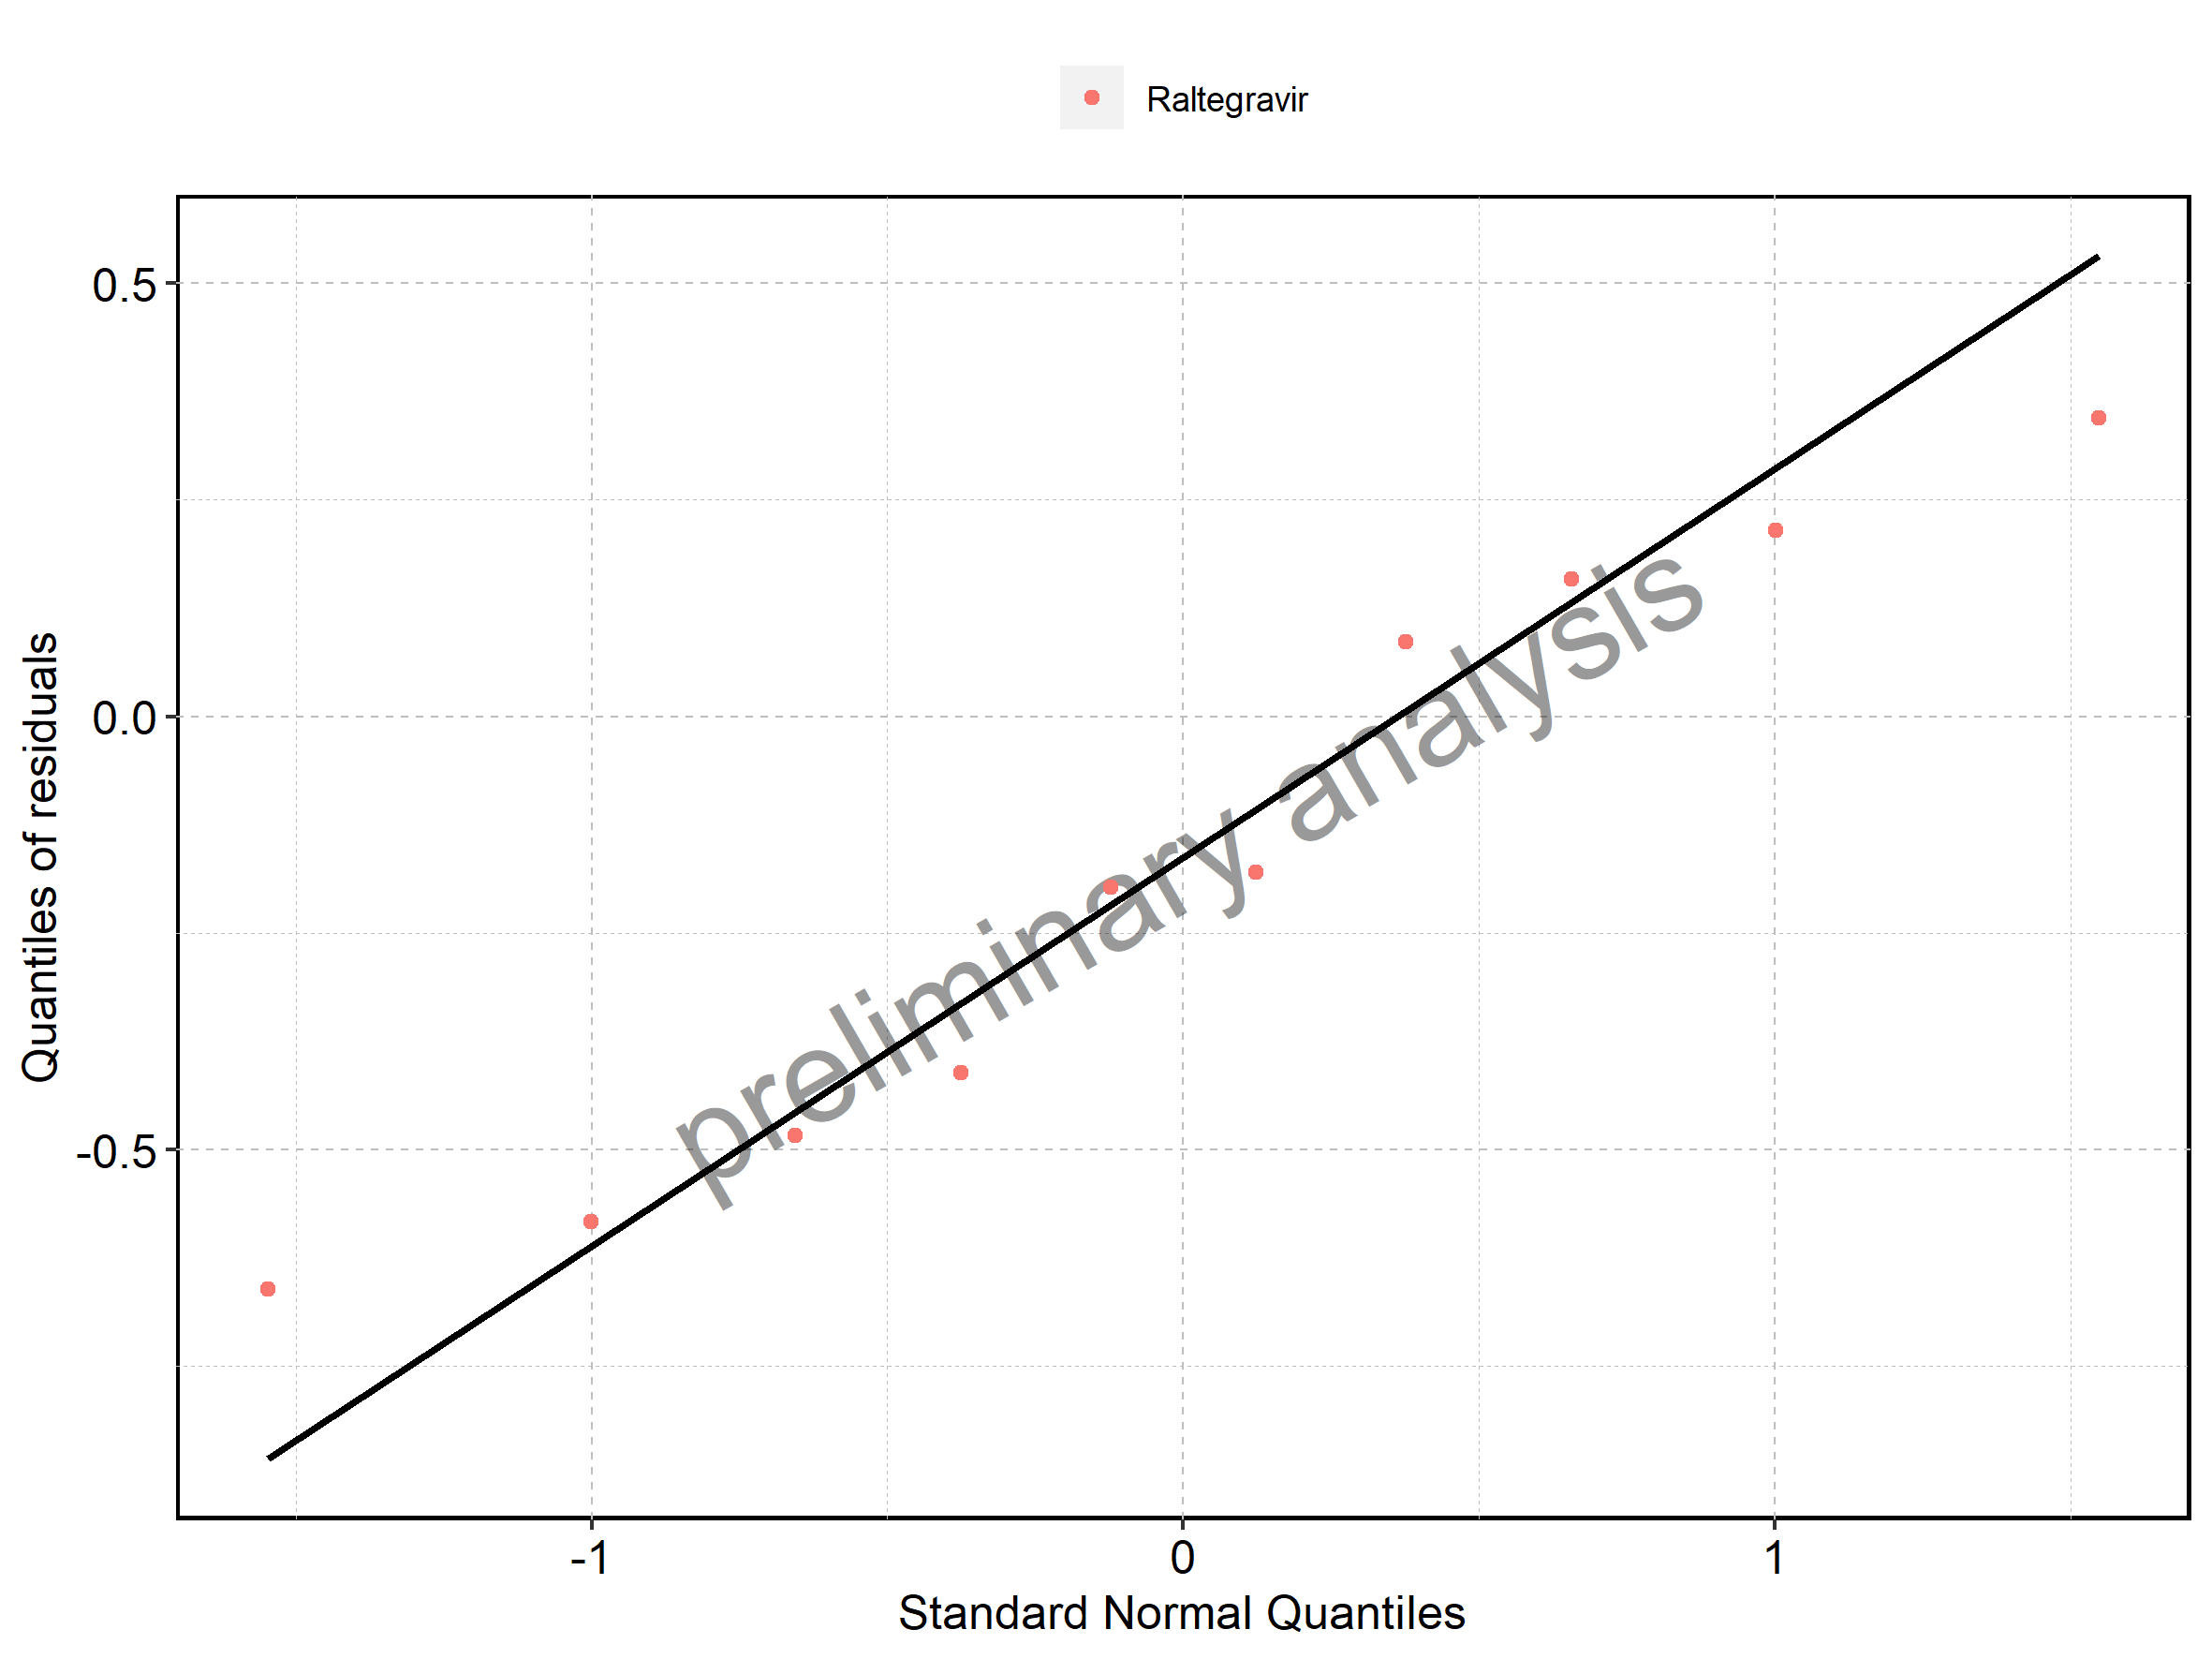 Raltegravir
0.5
0.0
-0.5
Quantiles of residuals
preliminary analysis
-1 0 1
Standard Normal Quantiles